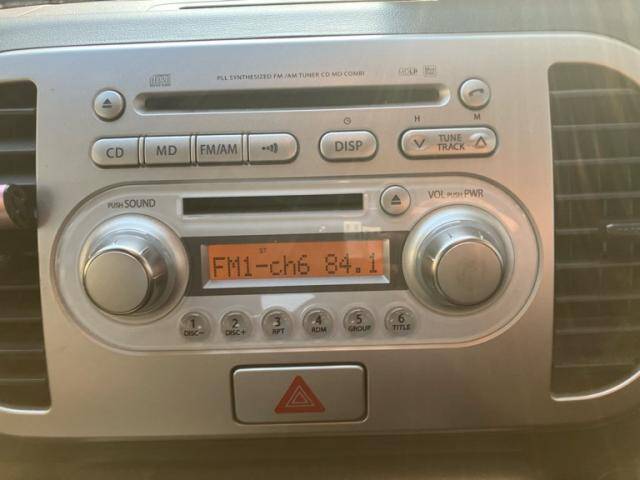 PLL SYNTHESIZED FM / AM TUNER CD MD COMBI
MDLP
CD
MD
FM/AM
DISP
H
M
TUNE
TRACK
PUSH SOUND
VOL PUSH PWR
ST
FM1-ch6 84.1
1 DISC-
2 DISC+
3 RPT
4 RDM
5 GROUP
6 TITLE